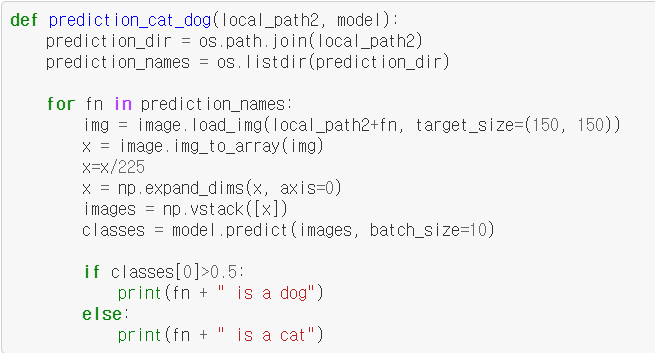 def prediction_cat_dog(local_path2, model):
    prediction_dir = os.path.join(local_path2)
    prediction_names = os.listdir(prediction_dir)

    for fn in prediction_names:
        img = image.load_img(local_path2+fn, target_size=(150, 150))
        x = image.img_to_array(img)
        x=x/225
        x = np.expand_dims(x, axis=0)
        images = np.vstack([x])
        classes = model.predict(images, batch_size=10)

        if classes[0]>0.5:
            print(fn + " is a dog")
        else:
            print(fn + " is a cat")